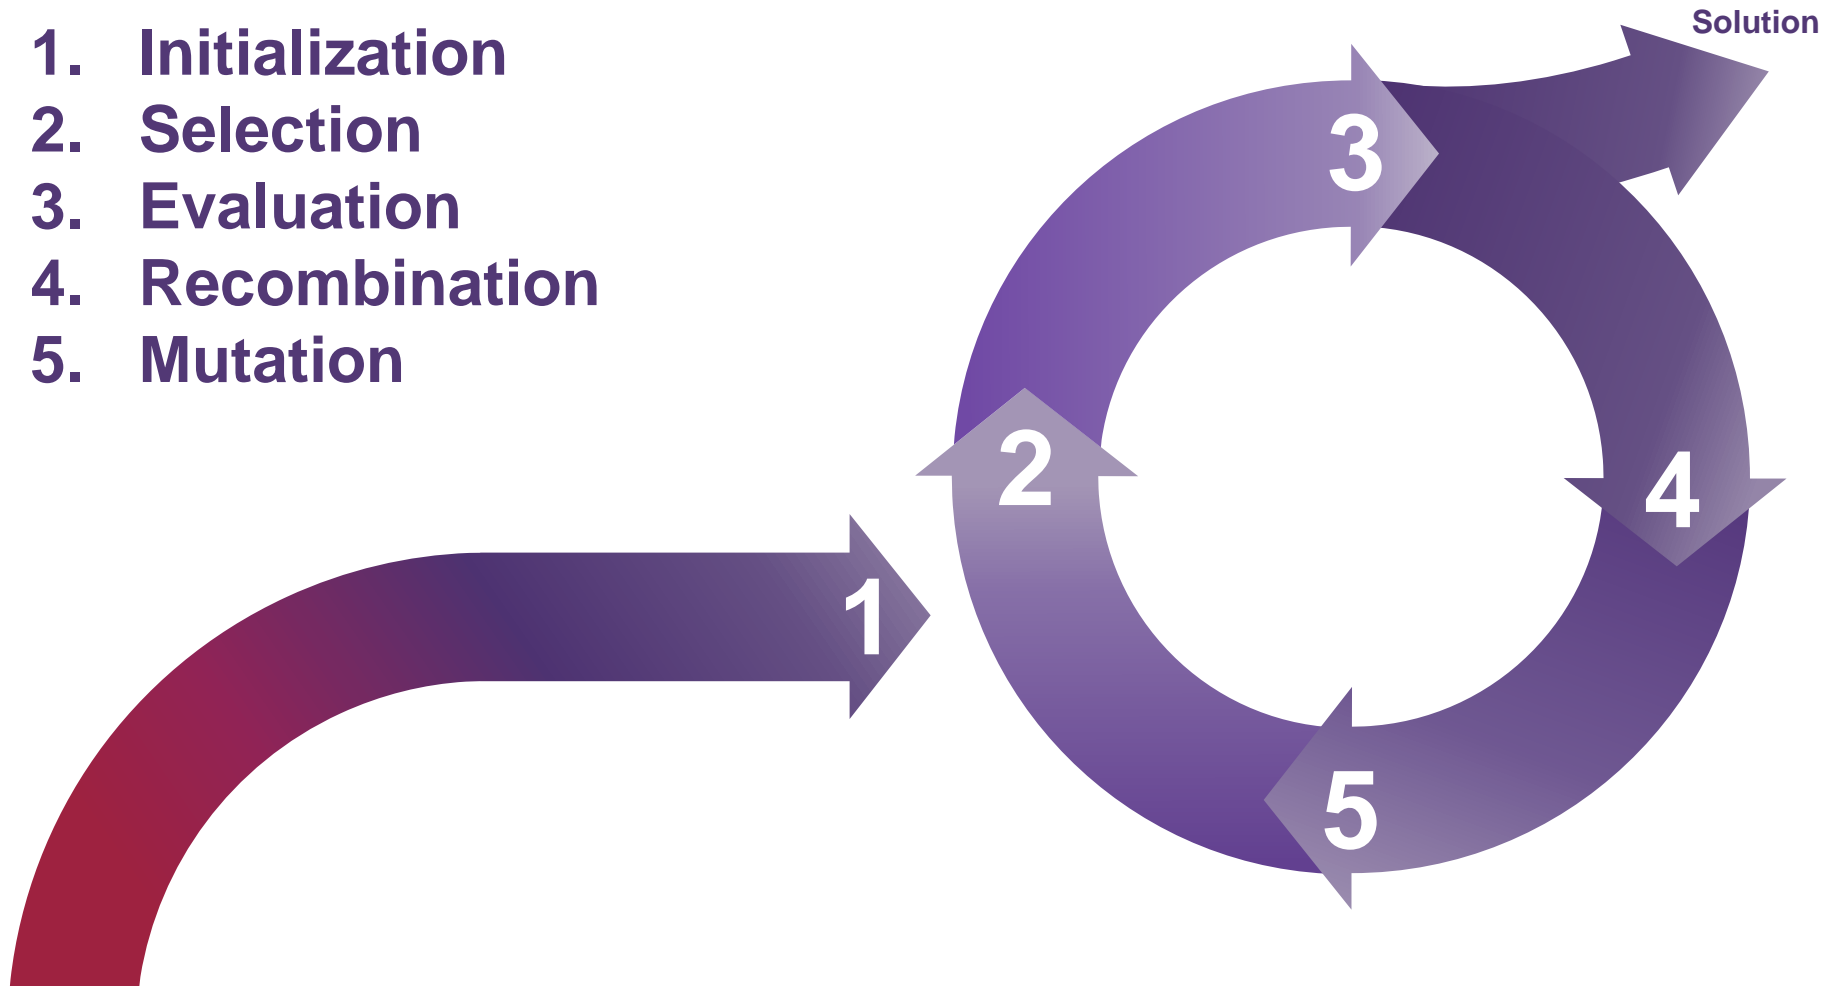 1. Initialization
2. Selection
3. Evaluation
4. Recombination
5. Mutation
Solution
3
2
4
1
5